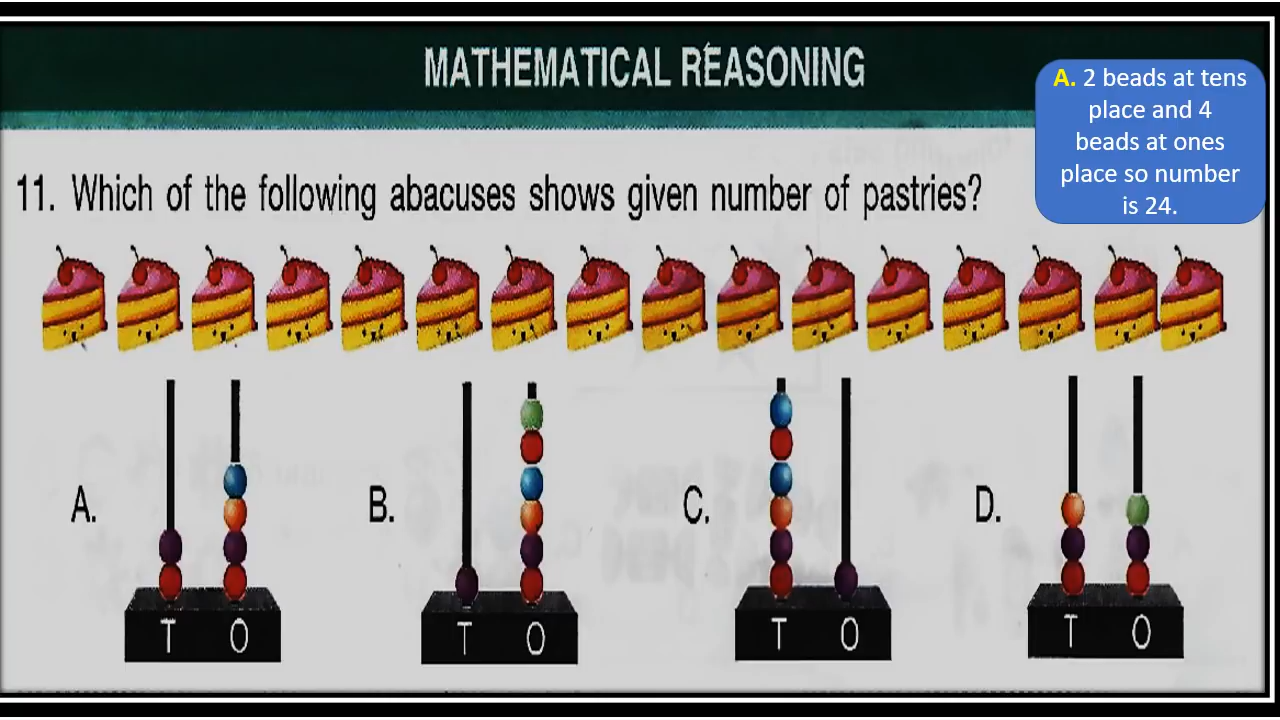 MATHEMATICAL REASONING
A. 2 beads at tens
place and 4
beads at ones
place so number
is 24.
11. Which of the following abacuses shows given number of pastries?
A.
B.
C.
D.
T O
T O
T O
T O